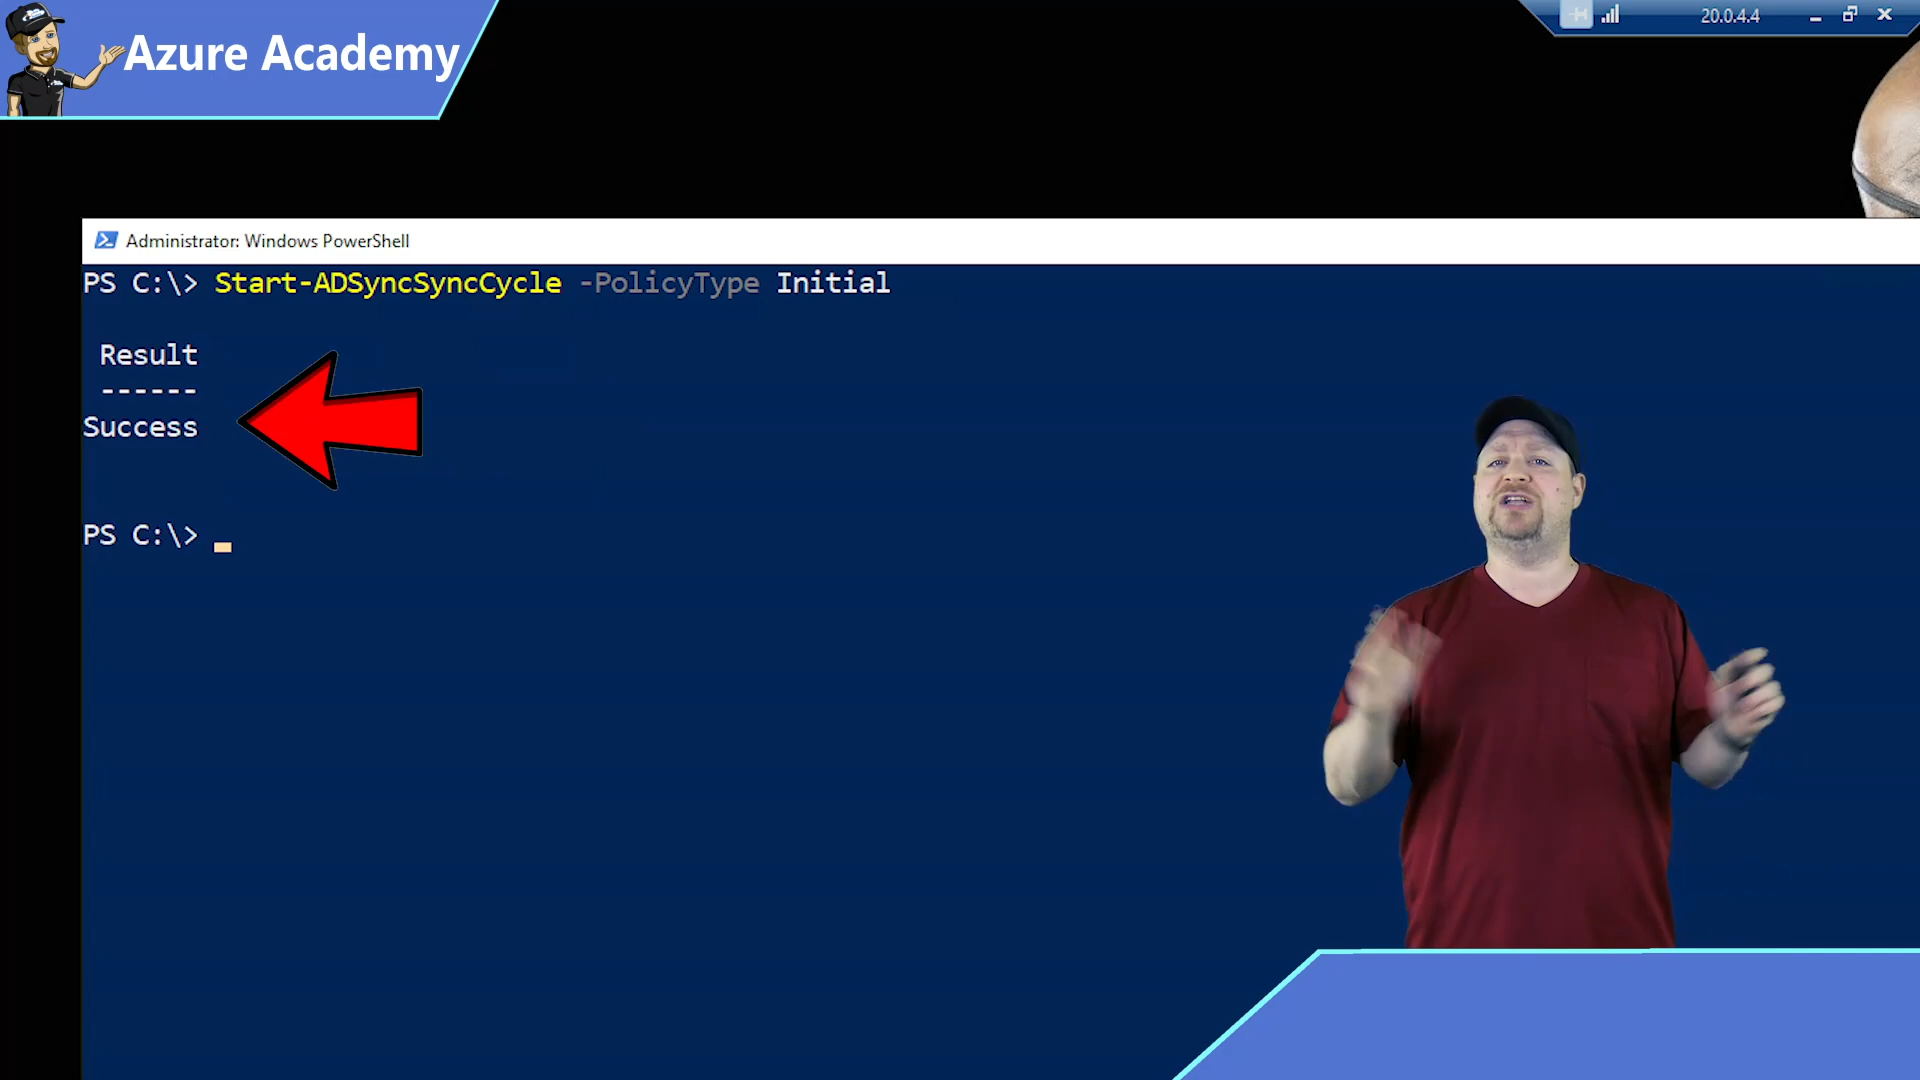 Azure Academy
20.0.4.4
Administrator: Windows PowerShell
PS C:\> Start-ADSyncSyncCycle -PolicyType Initial
Result
------
Success
PS C:\>